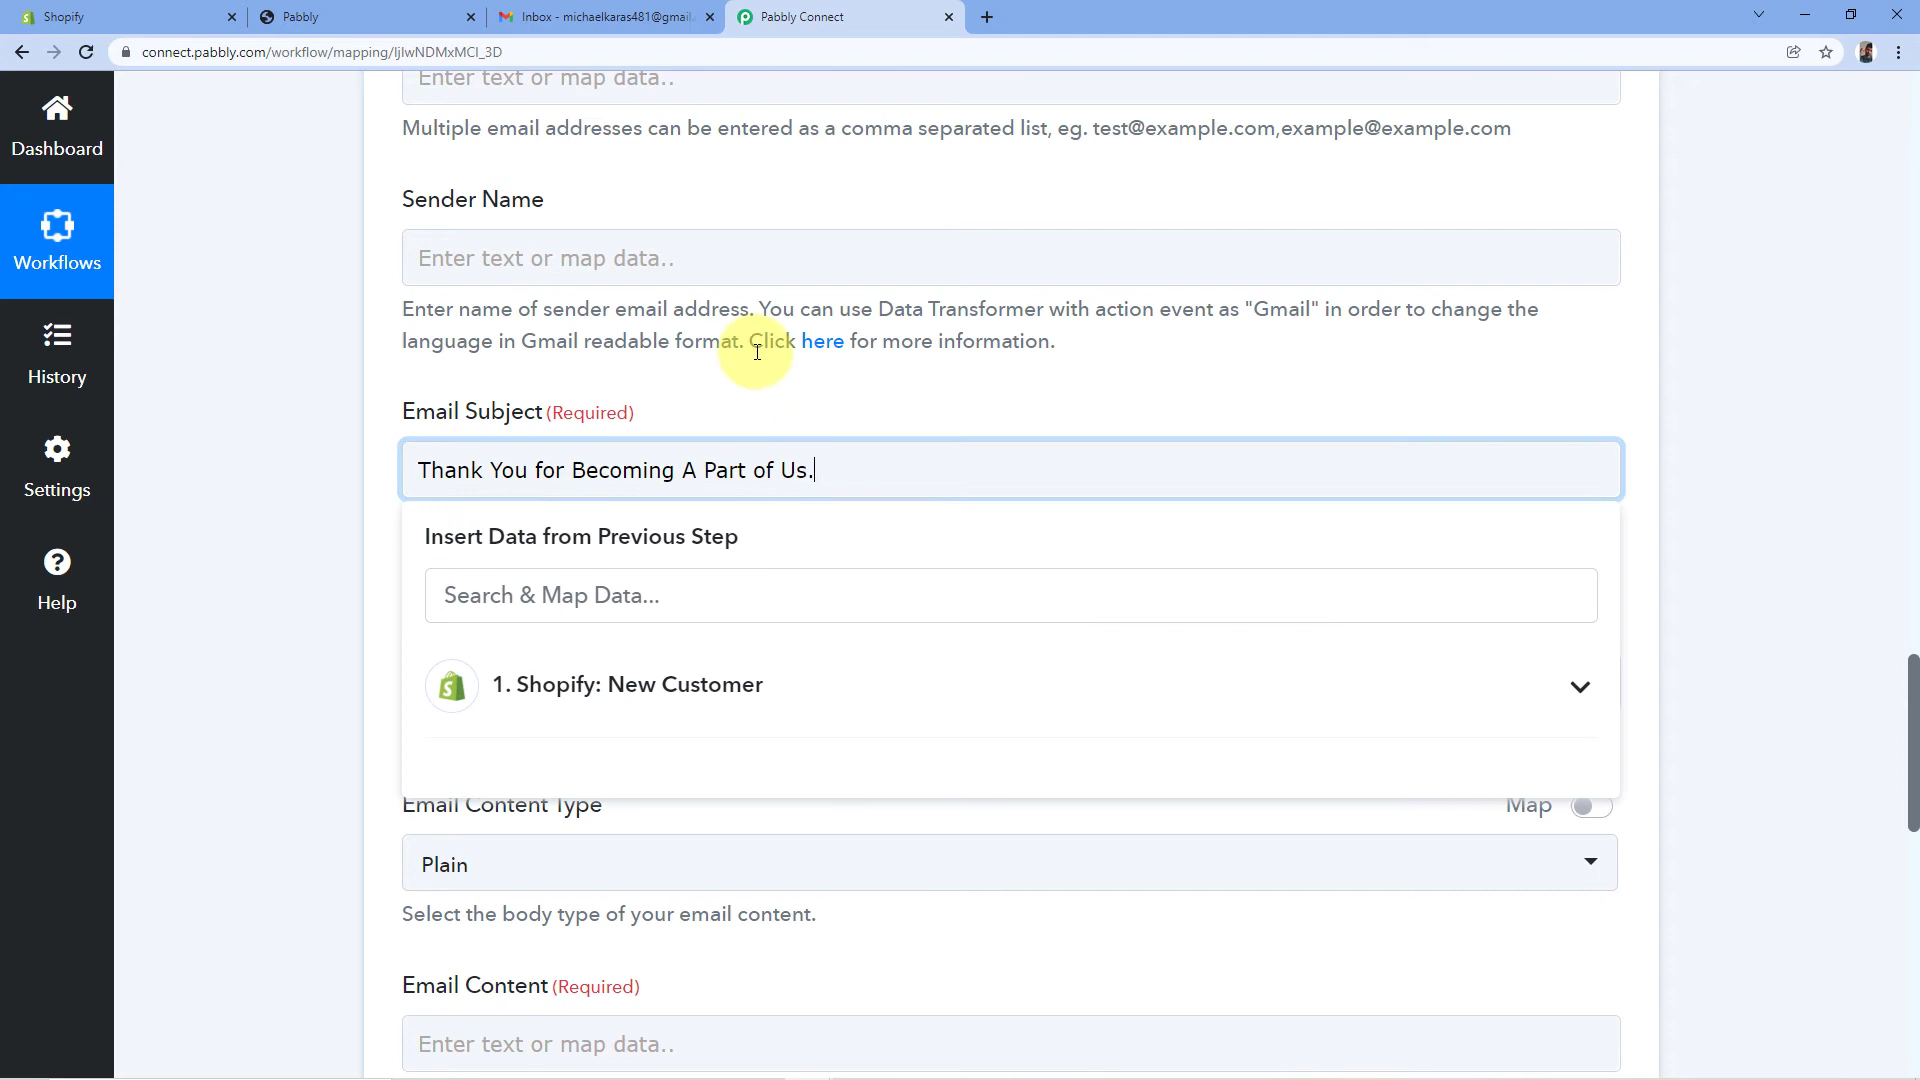 Shopify
Pabbly
Inbox - michaelkaras481@gmail.
Pabbly Connect
connect.pabbly.com/workflow/mapping/IjIwNDMxMCI_3D
Enter text or map data..
Multiple email addresses can be entered as a comma separated list, eg. test@example.com,example@example.com
Dashboard
Sender Name
Enter text or map data..
Workflows
Enter name of sender email address. You can use Data Transformer with action event as "Gmail" in order to change the
language in Gmail readable format. Click here for more information.
History
Email Subject (Required)
Thank You for Becoming A Part of Us.
Settings
Insert Data from Previous Step
Search & Map Data...
Help
1. Shopify: New Customer
Email Content Type
Map
Plain
Select the body type of your email content.
Email Content (Required)
Enter text or map data..